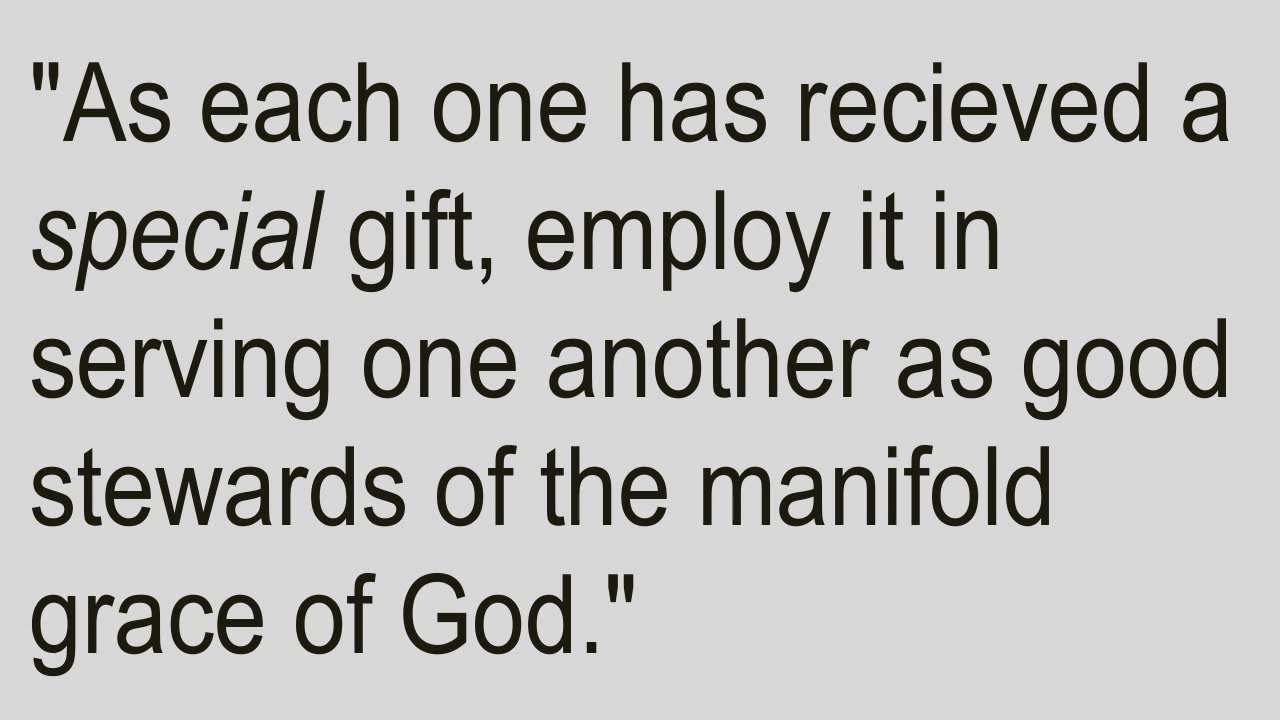 "As each one has recieved a
special gift, employ it in
serving one another as good
stewards of the manifold
grace of God."